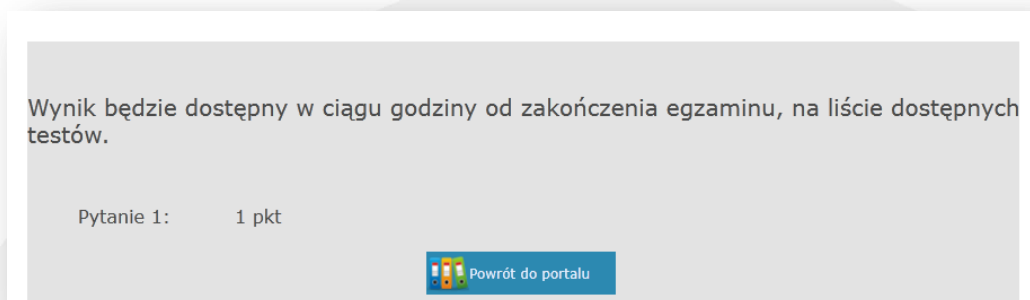 Wynik będzie dostępny w ciągu godziny od zakończenia egzaminu, na liście dostępnych
testów.
Pytanie 1: 1 pkt
Powrót do portalu